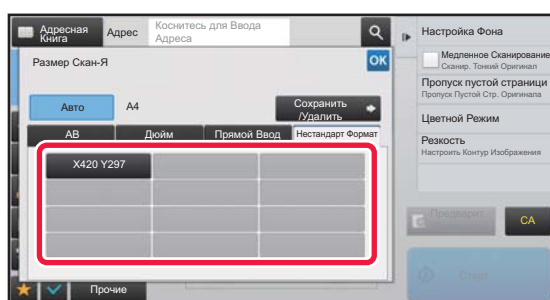 Адресная
Книга
Адрес
Коснитесь для Ввода
Адреса
Размер Скан-Я
OK
Авто
A4
Сохранить
/Удалить
АВ
Дюйм
Прямой Ввод
Нестандарт Формат
X420 Y297
Прочие
Настройка Фона
Медленное Сканирование
Сканир. Тонкий Оригинал
Пропуск пустой страници
Пропуск Пустой Стр. Оригинала
Цветной Режим
Резкость
Настроить Контур Изображения
Предварит.
CA
Старт